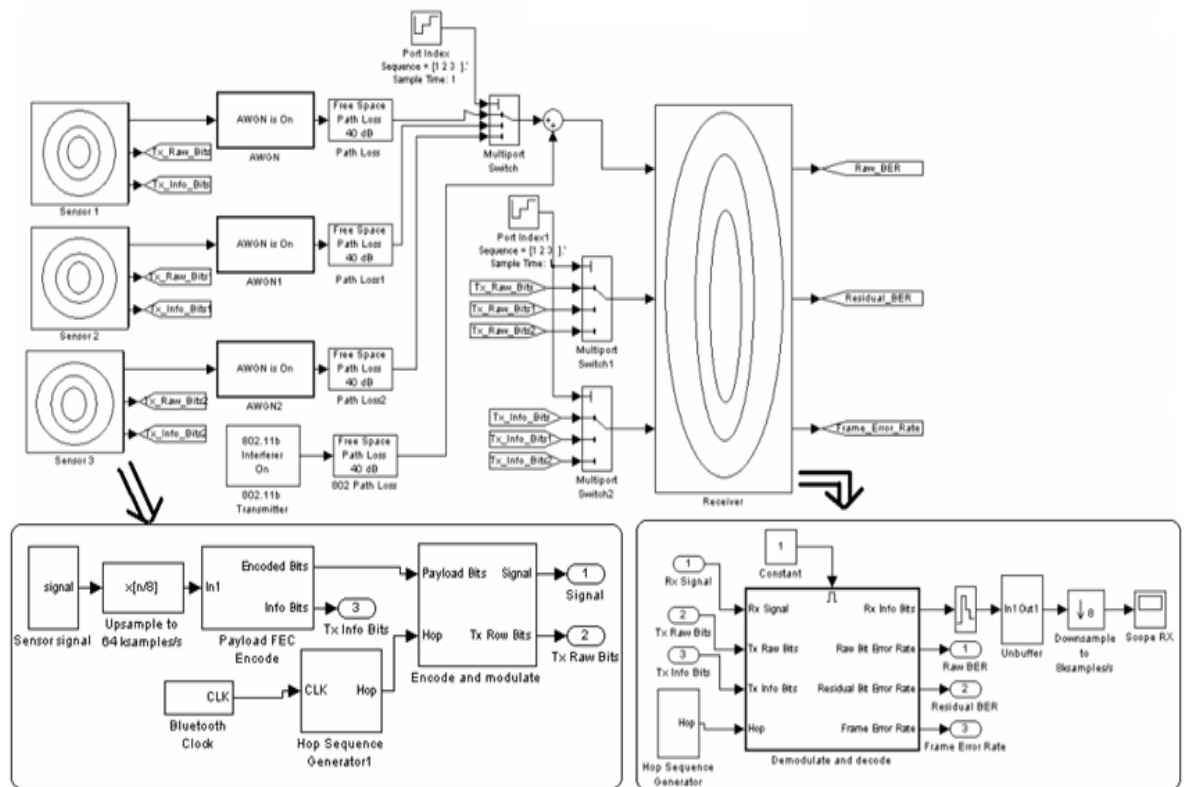 Port Index
Sequence = [1 2 3 ].'
Sample Time: 1
AWGN is On
AWGN
Free Space
Path Loss
40 dB
Path Loss
Multiport
Switch
Tx_Raw_Bits
Tx_Info_Bits
Sensor 1
AWGN is On
AWGN1
Free Space
Path Loss
40 dB
Path Loss1
Tx_Raw_Bits1
Tx_Info_Bits1
Sensor 2
AWGN is On
AWGN2
Free Space
Path Loss
40 dB
Path Loss2
Tx_Raw_Bits2
Tx_Info_Bits2
Sensor 3
802.11b
Interferer
On
802.11b
Transmitter
Free Space
Path Loss
40 dB
802 Path Loss
Port Index1
Sequence = [1 2 3 ].'
Sample Time: 1
Tx_Raw_Bits
Tx_Raw_Bits1
Tx_Raw_Bits2
Multiport
Switch1
Tx_Info_Bits
Tx_Info_Bits1
Tx_Info_Bits2
Multiport
Switch2
Receiver
Raw_BER
Residual_BER
Frame_Error_Rate
signal
Sensor signal
x[n/8]
Upsample to
64 ksamples/s
In1
Encoded Bits
Info Bits
Payload FEC
Encode
3
Tx Info Bits
Payload Bits
Signal
Hop
Tx Row Bits
Encode and modulate
1
Signal
2
Tx Raw Bits
CLK
Bluetooth
Clock
CLK
Hop
Hop Sequence
Generator1
1
Constant
1
Rx Signal
2
Tx Raw Bits
3
Tx Info Bits
Hop
Hop Sequence
Generator
Rx Signal
Tx Raw Bits
Tx Info Bits
Hop
Rx Info Bits
Raw Bit Error Rate
Residual Bit Error Rate
Frame Error Rate
Demodulate and decode
In1 Out1
Unbuffer
8
Downsample
to
8ksamples/s
Scope RX
1
Raw BER
2
Residual BER
3
Frame Error Rate